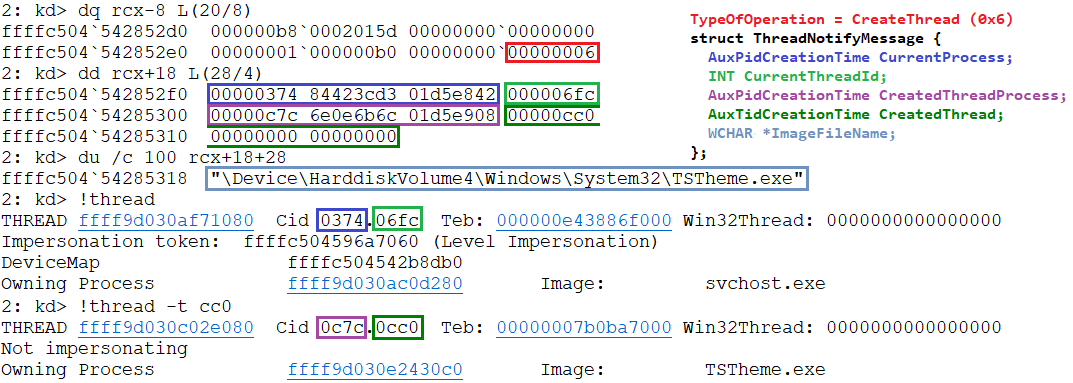 2: kd> dq rcx-8 L(20/8)
ffffc504`542852d0  000000b8`0002015d 00000000`00000000
ffffc504`542852e0  00000001`000000b0 00000000`00000006
2: kd> dd rcx+18 L(28/4)
ffffc504`542852f0  00000374 84423cd3 01d5e842 000006fc
ffffc504`54285300  00000c7c 6e0e6b6c 01d5e908 00000cc0
ffffc504`54285310  00000000 00000000
2: kd> du /c 100 rcx+18+28
ffffc504`54285318  "\Device\HarddiskVolume4\Windows\System32\TSTheme.exe"
2: kd> !thread
THREAD ffff9d030af71080  Cid 0374.06fc  Teb: 000000e43886f000 Win32Thread: 0000000000000000
Impersonation token:  ffffc504596a7060 (Level Impersonation)
DeviceMap                 ffffc504542b8db0
Owning Process            ffff9d030ac0d280       Image:         svchost.exe
2: kd> !thread -t cc0
THREAD ffff9d030c02e080  Cid 0c7c.0cc0  Teb: 00000007b0ba7000 Win32Thread: 0000000000000000
Not impersonating
Owning Process            ffff9d030e2430c0       Image:         TSTheme.exe
TypeOfOperation = CreateThread (0x6)
struct ThreadNotifyMessage {
  AuxPidCreationTime CurrentProcess;
  INT CurrentThreadId;
  AuxPidCreationTime CreatedThreadProcess;
  AuxTidCreationTime CreatedThread;
  WCHAR *ImageFileName;
};